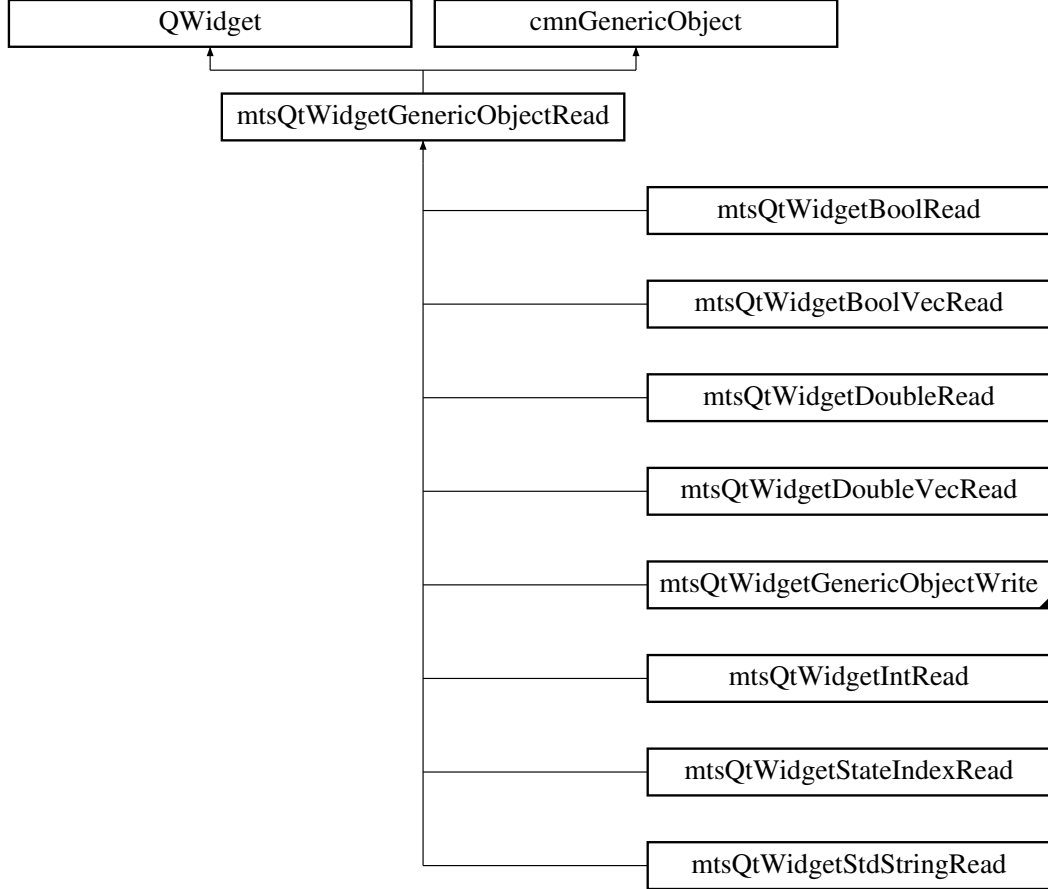 QWidget
cmnGenericObject
mtsQtWidgetGenericObjectRead
mtsQtWidgetBoolRead
mtsQtWidgetBoolVecRead
mtsQtWidgetDoubleRead
mtsQtWidgetDoubleVecRead
mtsQtWidgetGenericObjectWrite
mtsQtWidgetIntRead
mtsQtWidgetStateIndexRead
mtsQtWidgetStdStringRead